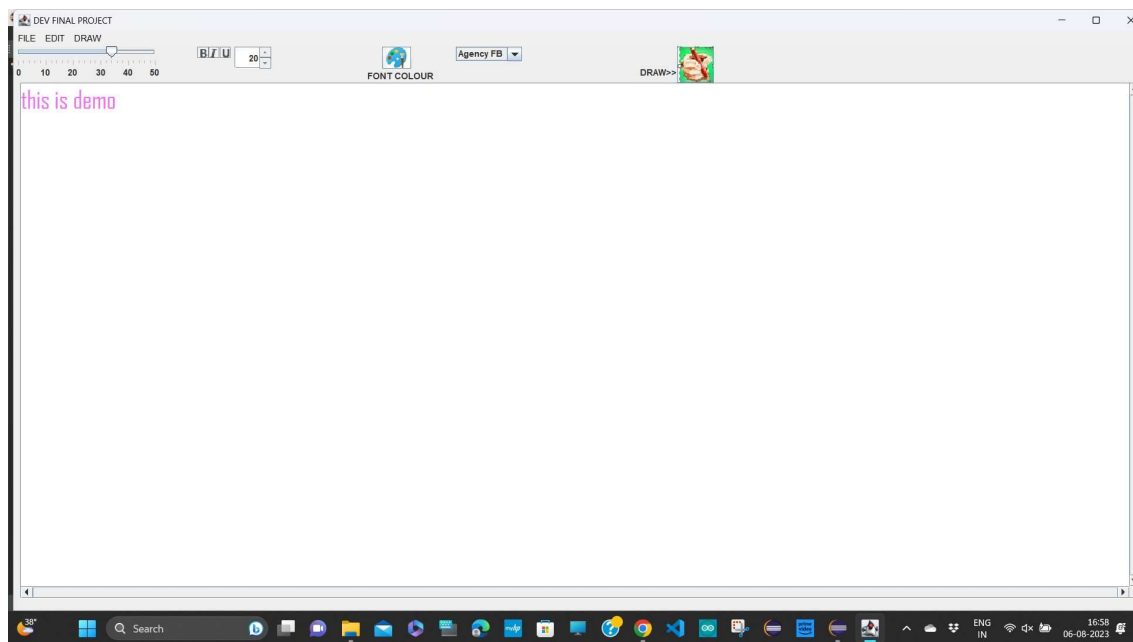 DEV FINAL PROJECT
FILE EDIT DRAW
B I U 20 Agency FB
0 10 20 30 40 50 FONT COLOUR DRAW>>
this is demo
38°
Search
ENG 16:58
IN 06-08-2023